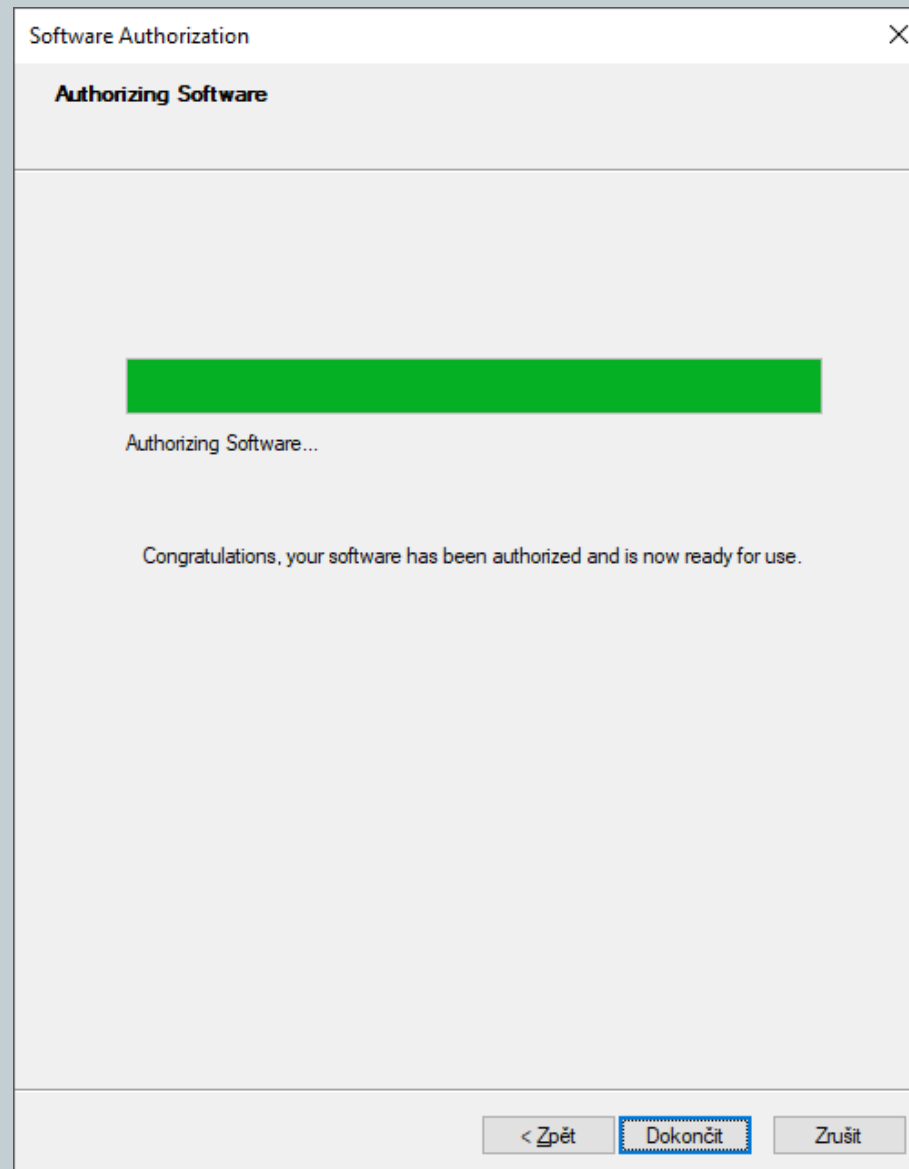 Software Authorization
Authorizing Software
Authorizing Software...
Congratulations, your software has been authorized and is now ready for use.
< Zpět Dokončit Zrušit